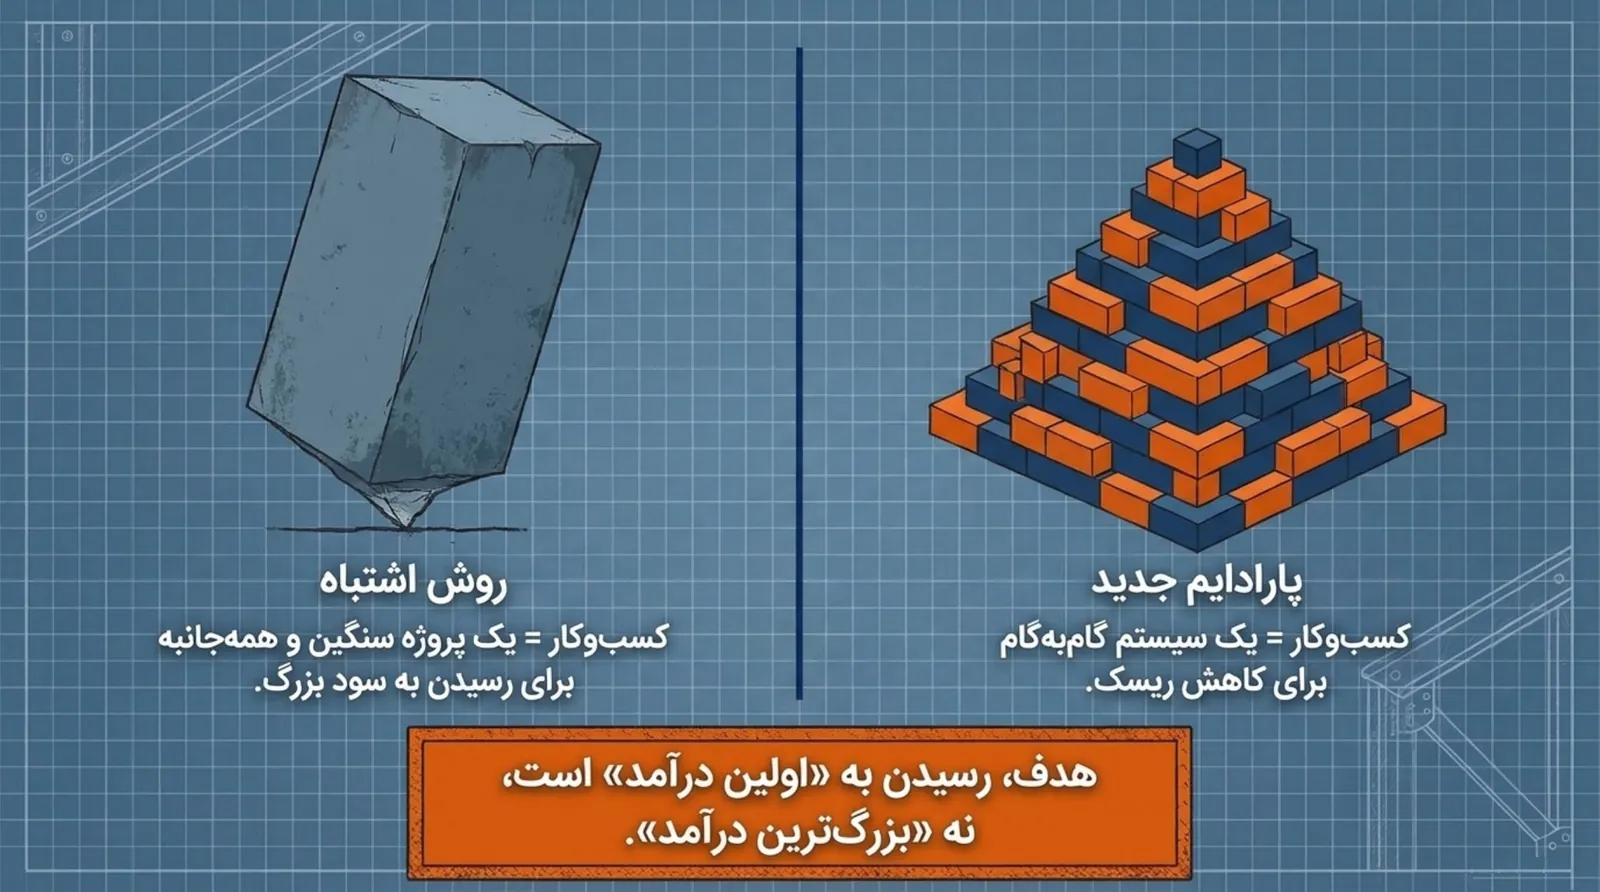 روش اشتباه
کسب‌وکار = یک پروژه سنگین و همه‌جانبه
برای رسیدن به سود بزرگ.
پارادایم جدید
کسب‌وکار = یک سیستم گام‌به‌گام
برای کاهش ریسک.
هدف، رسیدن به «اولین درآمد» است،
نه «بزرگ‌ترین درآمد».